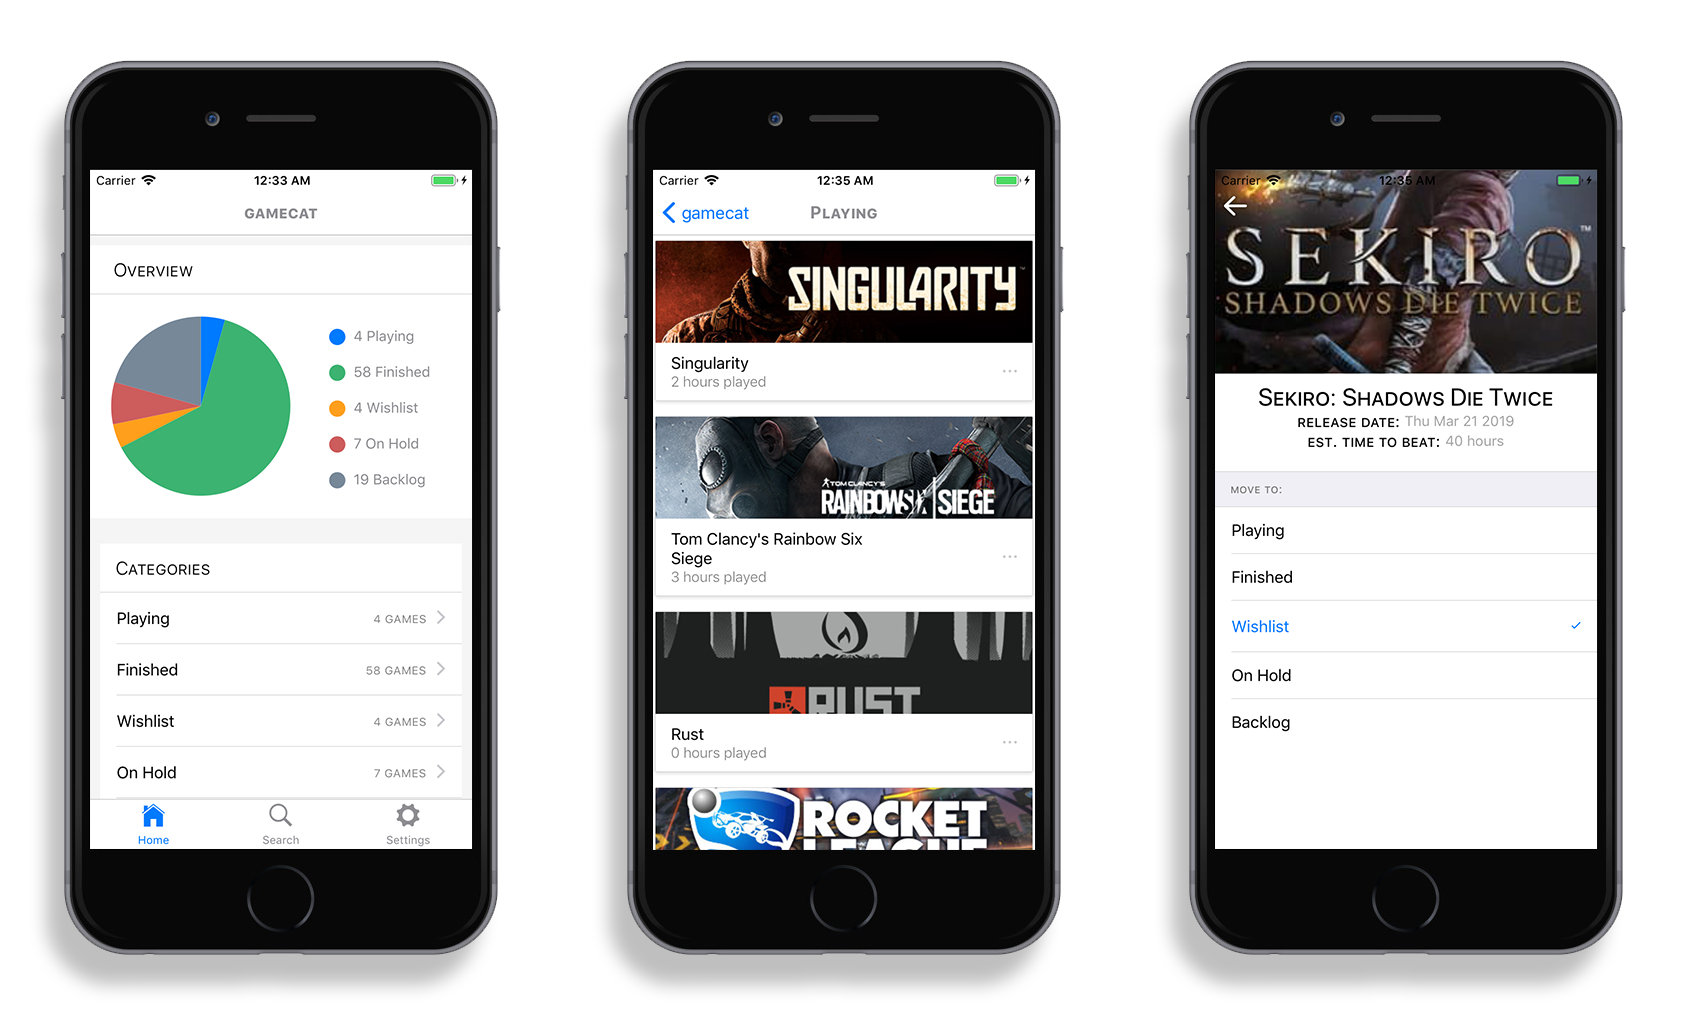 Carrier 12:33 AM
GAMECAT
OVERVIEW
4 Playing
58 Finished
4 Wishlist
7 On Hold
19 Backlog
CATEGORIES
Playing 4 GAMES
Finished 58 GAMES
Wishlist 4 GAMES
On Hold 7 GAMES
Home Search Settings
Carrier 12:35 AM
gamecat PLAYING
SINGULARITY
Singularity
2 hours played
TOM CLANCY'S
RAINBOWSIX SIEGE
Tom Clancy's Rainbow Six
Siege
3 hours played
RUST
Rust
0 hours played
ROCKET
LEAGUE
Carrier 12:35 AM
SEKIRO™
SHADOWS DIE TWICE
SEKIRO: SHADOWS DIE TWICE
RELEASE DATE: Thu Mar 21 2019
EST. TIME TO BEAT: 40 hours
MOVE TO:
Playing
Finished
Wishlist
On Hold
Backlog